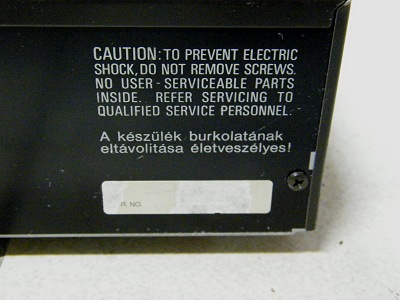 CAUTION: TO PREVENT ELECTRIC
SHOCK, DO NOT REMOVE SCREWS.
NO USER-SERVICEABLE PARTS
INSIDE. REFER SERVICING TO
QUALIFIED SERVICE PERSONNEL.
A készülék burkolatának
eltávolitása életveszélyes!
R. NO.